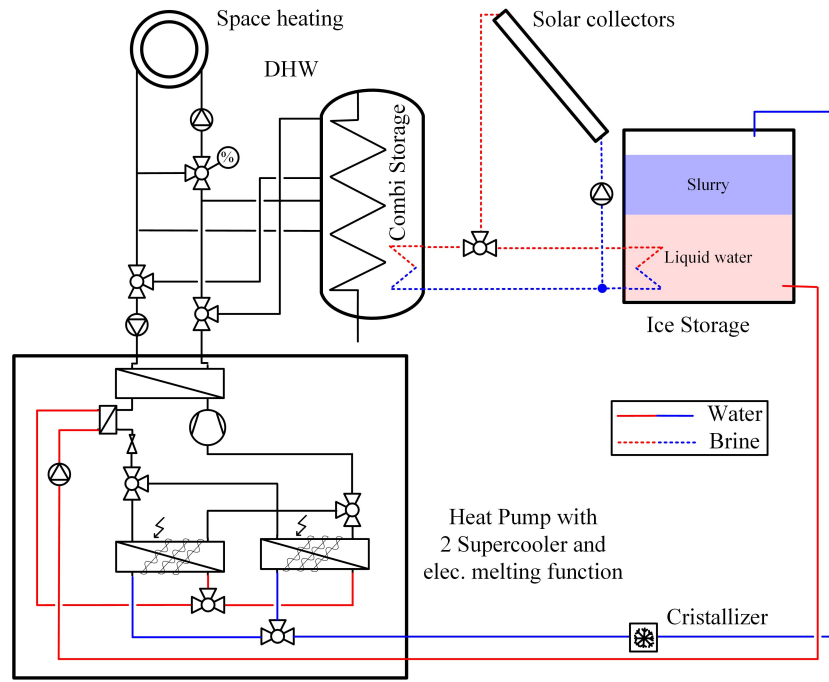 Space heating
Solar collectors
DHW
%
Combi Storage
Slurry
Liquid water
Ice Storage
Water
Brine
Heat Pump with
2 Supercooler and
elec. melting function
Cristallizer